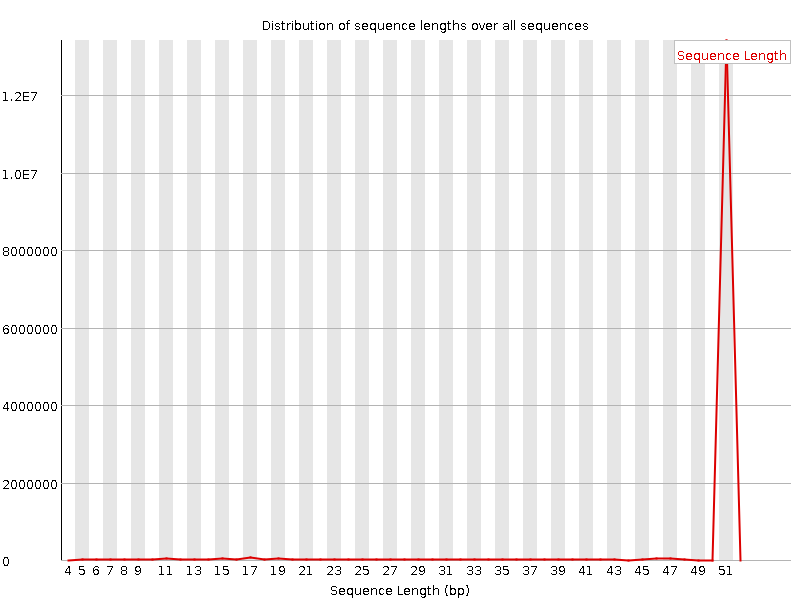 Distribution of sequence lengths over all sequences
Sequence Length
1.2E7
1.0E7
8000000
6000000
4000000
2000000
0
4 5 6 7 8 9 11 13 15 17 19 21 23 25 27 29 31 33 35 37 39 41 43 45 47 49 51
Sequence Length (bp)